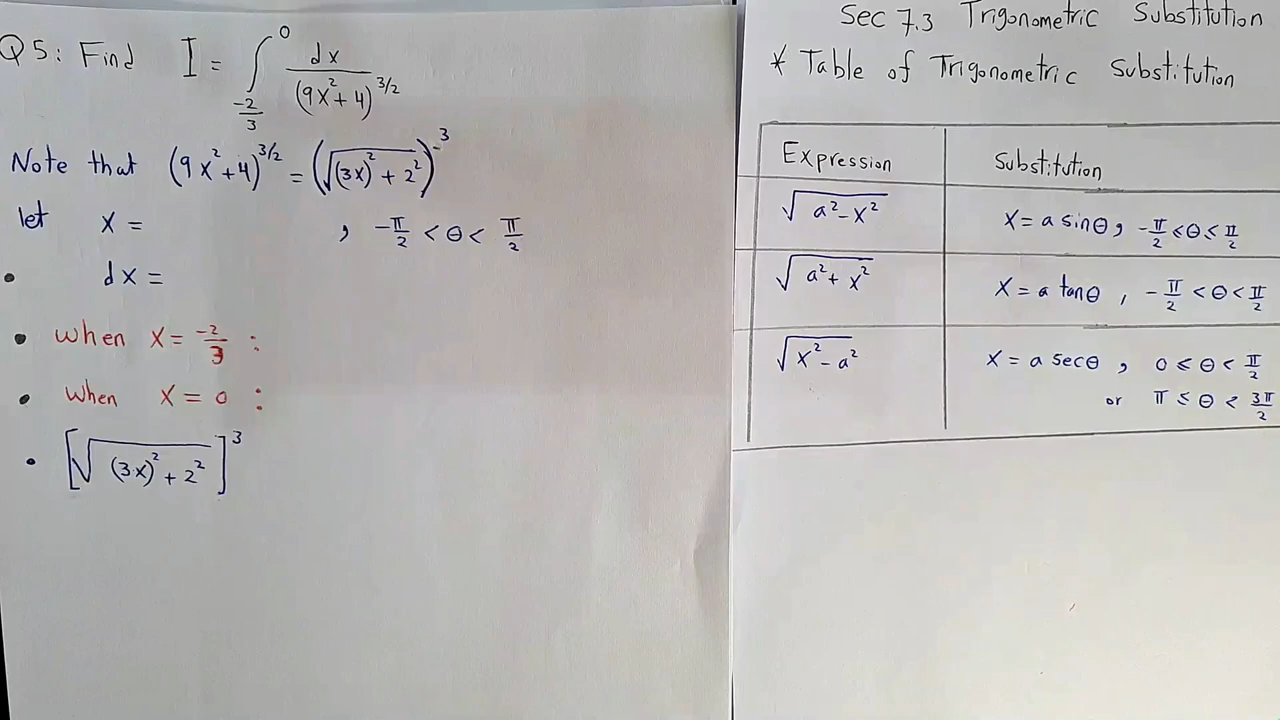 Q5: Find I = ∫_{-2/3}^{0} dx / (9x² + 4)^{3/2}
Note that (9x² + 4)^{3/2} = (√((3x)² + 2²))³
let x = , -π/2 < θ < π/2
• dx =
• when x = -2/3 :
• when x = 0 :
• [√((3x)² + 2²)]³
Sec 7.3 Trigonometric Substitution
* Table of Trigonometric Substitution
Expression Substitution
√(a² - x²) x = a sinθ, -π/2 ≤ θ ≤ π/2
√(a² + x²) x = a tanθ , -π/2 < θ < π/2
√(x² - a²) x = a secθ , 0 ≤ θ < π/2
or π ≤ θ < 3π/2